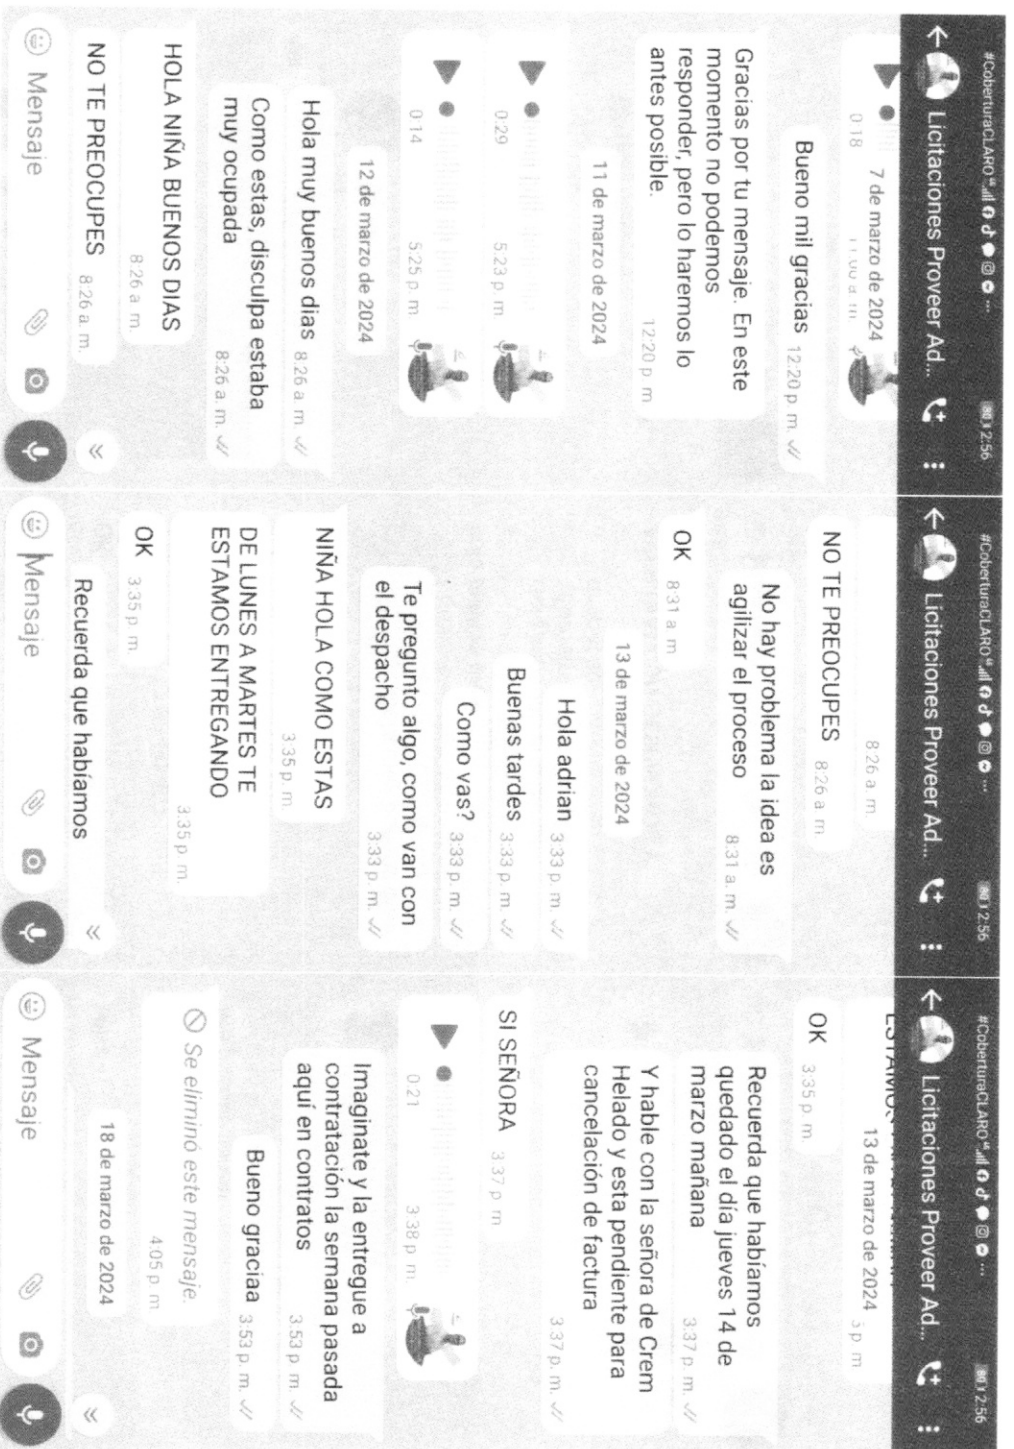 #CoberturaCLARO
80 2:56
Licitaciones Proveer Ad...
7 de marzo de 2024
0:18
Bueno mil gracias 12:20 p. m.
Gracias por tu mensaje. En este
momento no podemos
responder, pero lo haremos lo
antes posible.
12:20 p. m.
11 de marzo de 2024
0:29 5:23 p. m.
0:14 5:25 p. m.
12 de marzo de 2024
Hola muy buenos dias 8:26 a. m.
Como estas, disculpa estaba
muy ocupada 8:26 a. m.
HOLA NIÑA BUENOS DIAS
8:26 a. m.
NO TE PREOCUPES 8:26 a. m.
Mensaje
#CoberturaCLARO
80 2:56
Licitaciones Proveer Ad...
8:26 a. m.
NO TE PREOCUPES 8:26 a. m.
No hay problema la idea es
agilizar el proceso 8:31 a. m.
OK 8:31 a. m.
13 de marzo de 2024
Hola adrian 3:33 p. m.
Buenas tardes 3:33 p. m.
Como vas? 3:33 p. m.
Te pregunto algo, como van con
el despacho 3:33 p. m.
NIÑA HOLA COMO ESTAS
3:35 p. m.
DE LUNES A MARTES TE
ESTAMOS ENTREGANDO
3:35 p. m.
OK 3:35 p. m.
Recuerda que habíamos
Mensaje
#CoberturaCLARO
80 2:56
Licitaciones Proveer Ad...
13 de marzo de 2024
OK 3:35 p. m.
Recuerda que habíamos
quedado el día jueves 14 de
marzo mañana 3:37 p. m.
Y hable con la señora de Crem
Helado y esta pendiente para
cancelación de factura
3:37 p. m.
SI SEÑORA 3:37 p. m.
0:21 3:38 p. m.
Imaginate y la entregue a
contratación la semana pasada
aquí en contratos 3:53 p. m.
Bueno graciaa 3:53 p. m.
Se eliminó este mensaje.
4:05 p. m.
18 de marzo de 2024
Mensaje